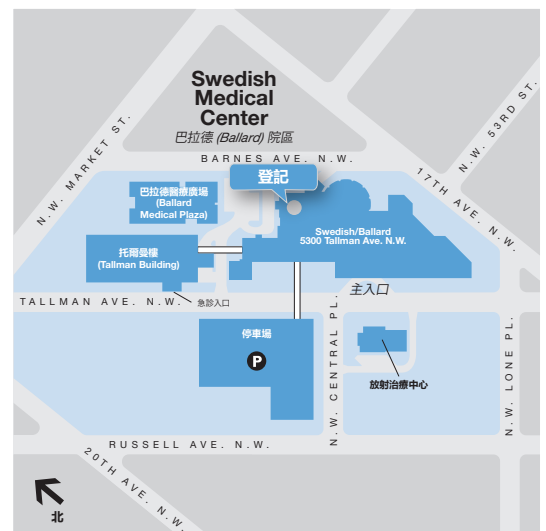 Swedish
Medical
Center
巴拉德 (Ballard) 院區
N.W. MARKET ST.
N.W. 53RD ST.
BARNES AVE. N.W.
17TH AVE. N.W.
登記
巴拉德醫療廣場
(Ballard
Medical Plaza)
Swedish/Ballard
5300 Tallman Ave. N.W.
托爾曼樓
(Tallman Building)
主入口
TALLMAN AVE. N.W.
急診入口
停車場
P
N.W. CENTRAL PL.
N.W. LONE PL.
放射治療中心
RUSSELL AVE. N.W.
20TH AVE. N.W.
北